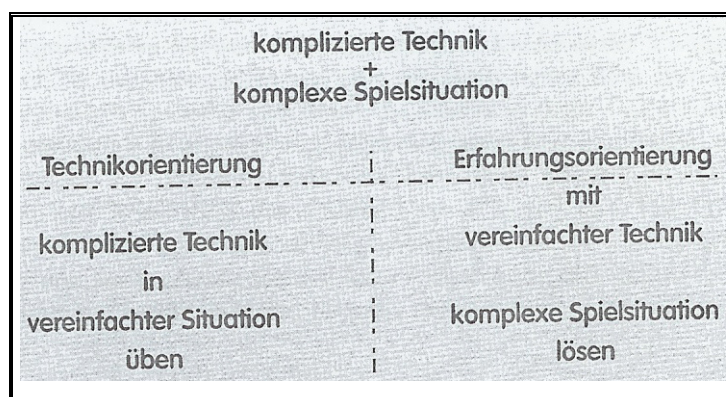 komplizierte Technik
+
komplexe Spielsituation
Technikorientierung
komplizierte Technik
in
vereinfachter Situation
üben
Erfahrungsorientierung
mit
vereinfachter Technik
komplexe Spielsituation
lösen